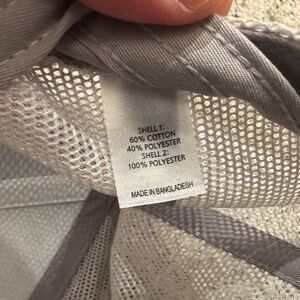 SHELL 1:
60% COTTON
40% POLYESTER
SHELL 2:
100% POLYESTER
MADE IN BANGLADESH